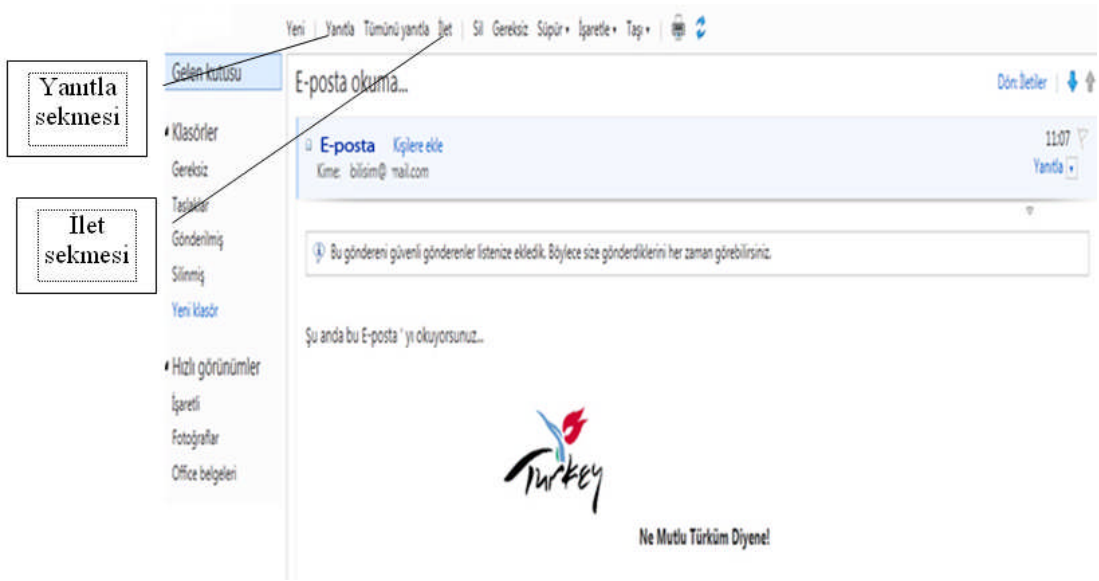 Yeni | Yanıtla Tümünü yanıtla İlet | Sil Gereksiz Süpür Işaretle Taşı
Yanıtla
sekmesi
İlet
sekmesi
Gelen kutusu
Klasörler
Gereksiz
Taslaklar
Gönderilmiş
Silinmiş
Yeni klasör
Hızlı görünümler
İşaretli
Fotoğraflar
Office belgeleri
E-posta okuma...
Dön: İletiler
E-posta Kişilere ekle
11:07
Kime: bilisim@ mail.com
Yanıtla
Bu göndereni güvenli gönderenler listenize ekledik. Böylece size gönderdiklerini her zaman görebilirsiniz.
Şu anda bu E-posta ' yı okuyorsunuz...
Turkey
Ne Mutlu Türküm Diyene!